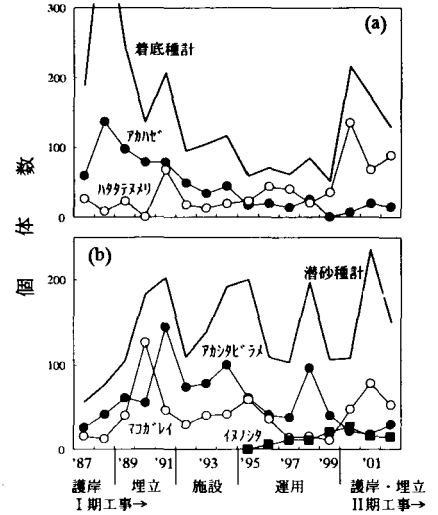 (a)
300
200
100
0
着底種計
アカハゼ
ハタタテヌメリ
個体数
(b)
200
100
0
潜砂種計
アカシタビラメ
マコガレイ
イヌノシタ
'87 '89 '91 '93 '95 '97 '99 '01
護岸 埋立 施設 運用 護岸・埋立
I期工事→ II期工事→